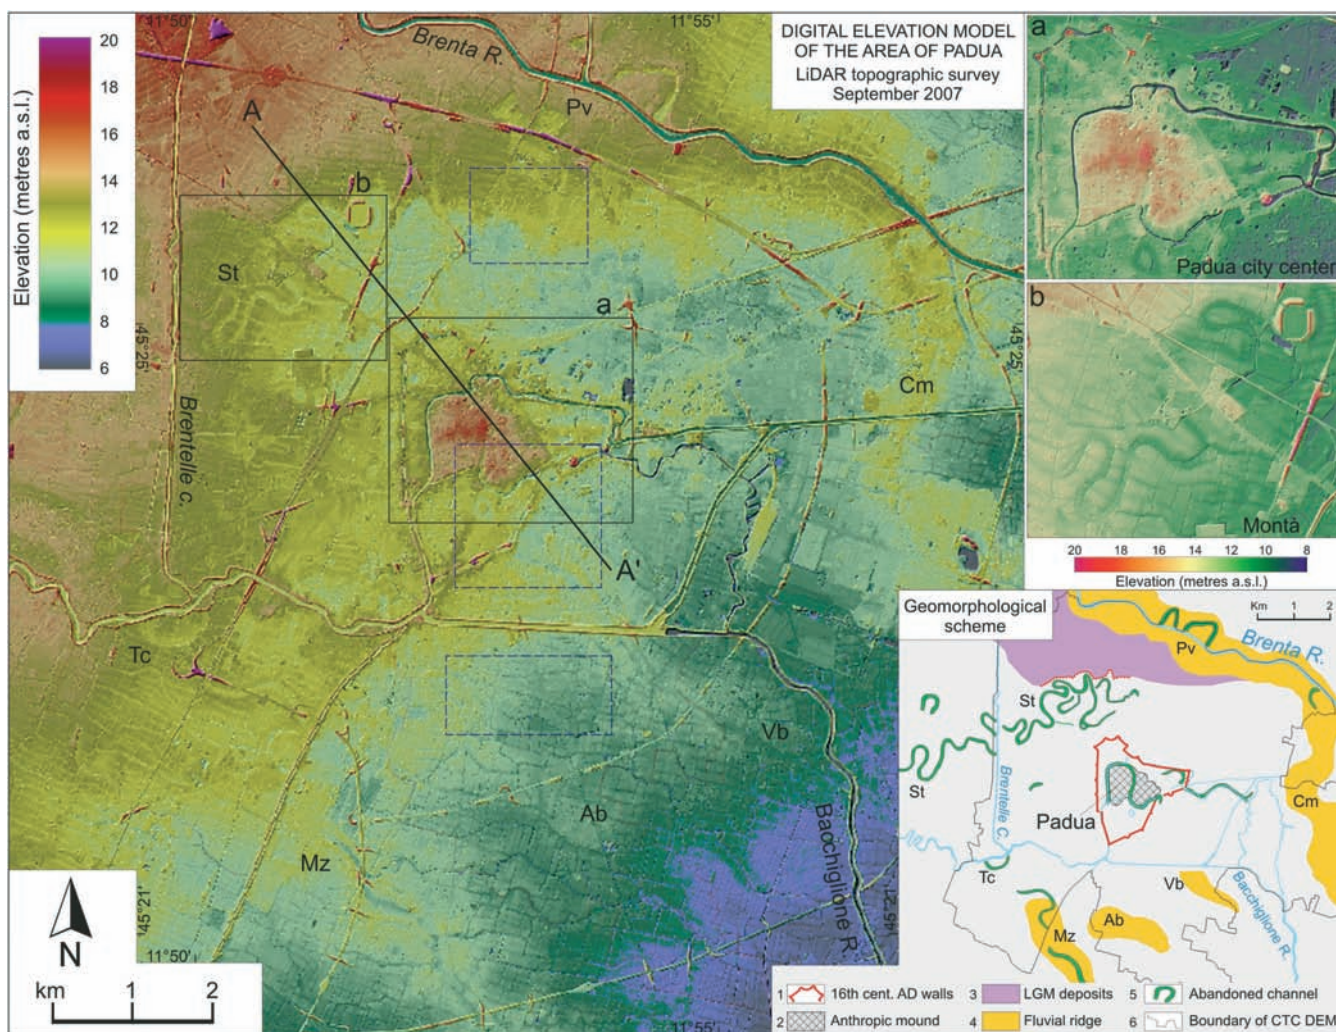 DIGITAL ELEVATION MODEL
OF THE AREA OF PADUA
LiDAR topographic survey
September 2007
Elevation (metres a.s.l.)
20
18
16
14
12
10
8
6
11°50'
11°55'
Brenta R.
Pv
A
b
St
a
45°25'
45°25
Cm
Brentelle c.
A'
Tc
Vb
Ab
Mz
Bacchiglione R.
45°21
45°2
11°50'
11°55'
N
km 0 1 2
a
Padua city center
b
Montà
20 18 16 14 12 10 8
Elevation (metres a.s.l.)
Geomorphological
scheme
Km
0 1 2
Brenta R.
Pv
St
St
Brentelle C.
Padua
Cm
Tc
Vb
Ab
Mz
Bacchiglione R.
1 16th cent. AD walls
2 Anthropic mound
3 LGM deposits
4 Fluvial ridge
5 Abandoned channel
6 Boundary of CTC DEM